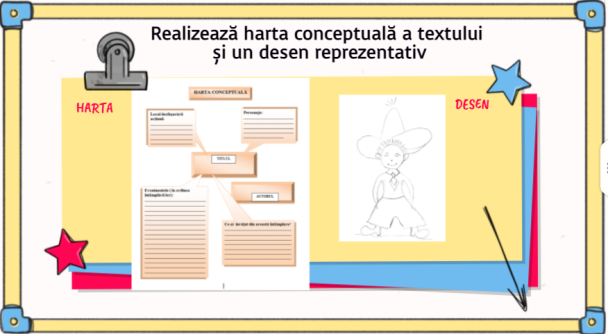 Realizează harta conceptuală a textului
și un desen reprezentativ
HARTA
DESEN
HARTA CONCEPTUALĂ
Locul desfășurării
acțiunii
Personaje:
TITLUL
AUTORUL
Evenimentele ( în ordinea
întâmplării lor):
Ce ai învățat din această întâmplare?